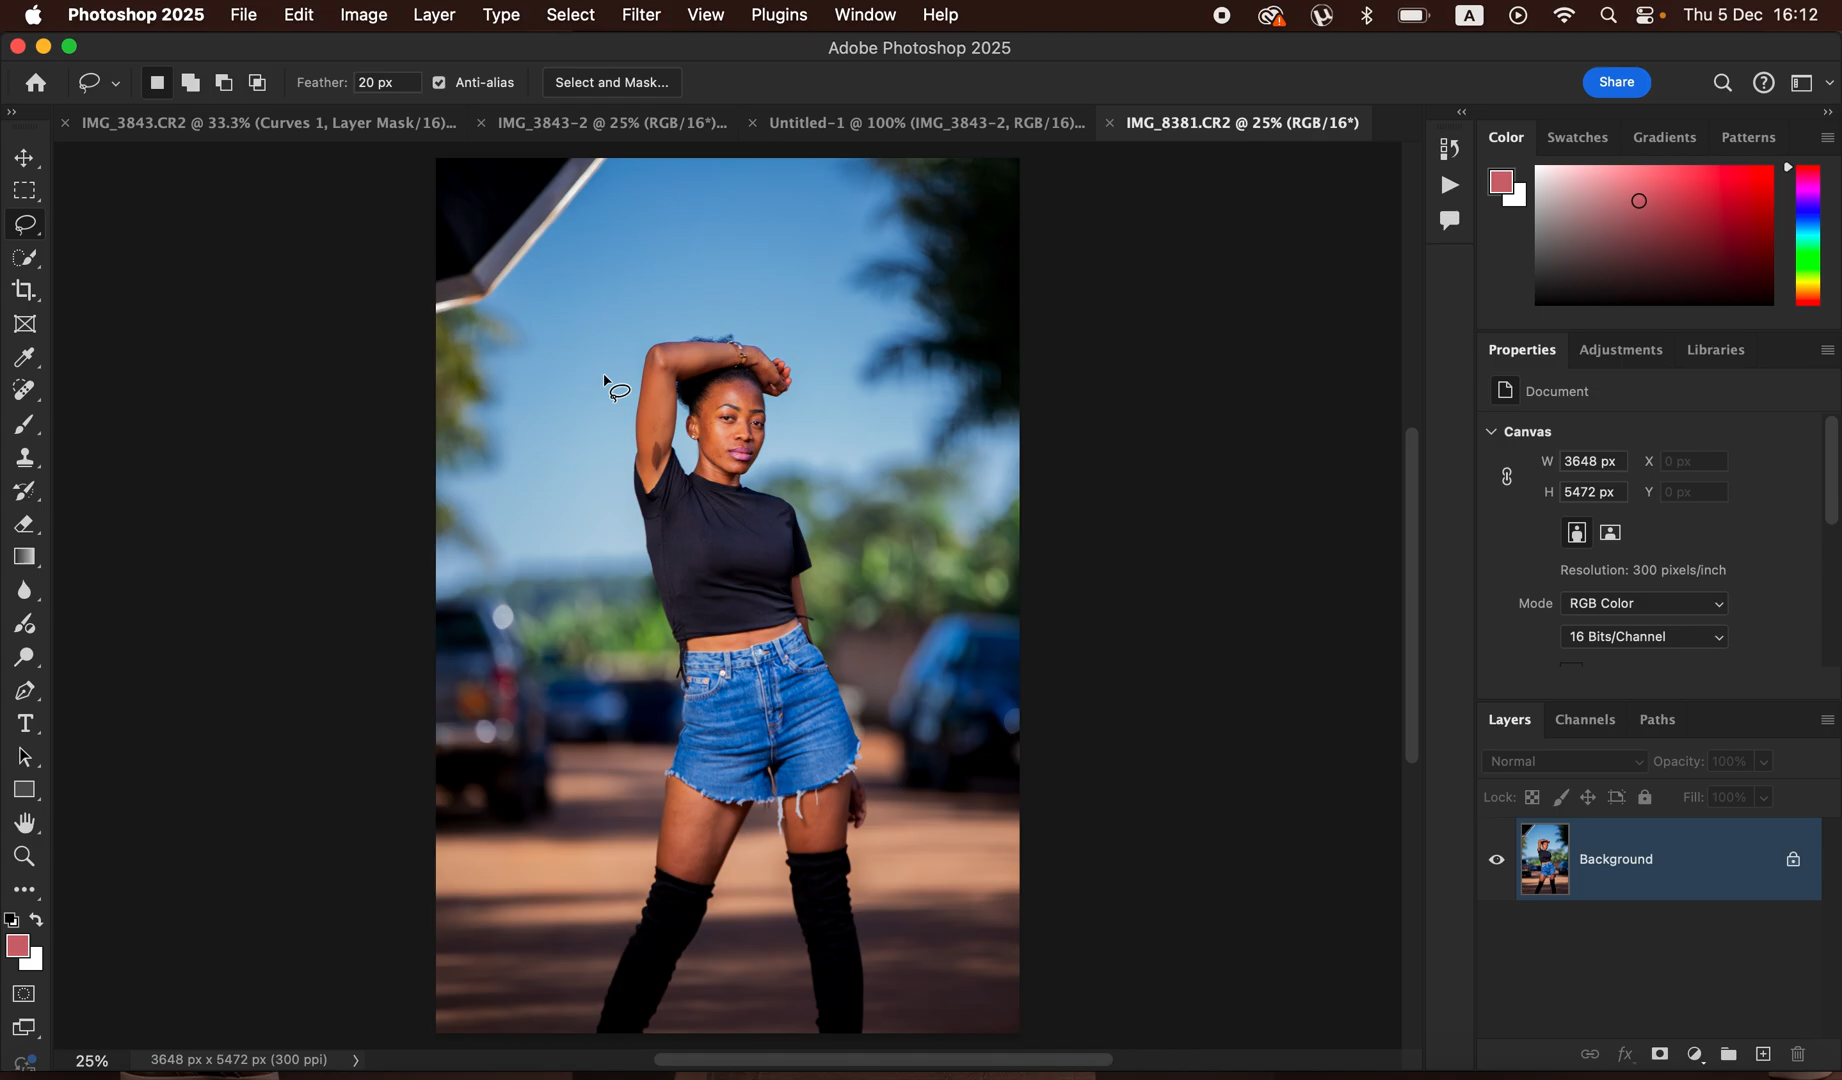 Photoshop 2025 File Edit Image Layer Type Select Filter View Plugins Window Help A Thu 5 Dec 16:12
Adobe Photoshop 2025
Feather: 20 px Anti-alias Select and Mask... Share
IMG_3843.CR2 @ 33.3% (Curves 1, Layer Mask/16)... IMG_3843-2 @ 25% (RGB/16*)... Untitled-1 @ 100% (IMG_3843-2, RGB/16)... IMG_8381.CR2 @ 25% (RGB/16*)
Color Swatches Gradients Patterns
Properties Adjustments Libraries
Document
Canvas
W 3648 px X 0 px
H 5472 px Y 0 px
Resolution: 300 pixels/inch
Mode RGB Color
16 Bits/Channel
Layers Channels Paths
Normal Opacity: 100%
Lock: Fill: 100%
Background
25% 3648 px x 5472 px (300 ppi)